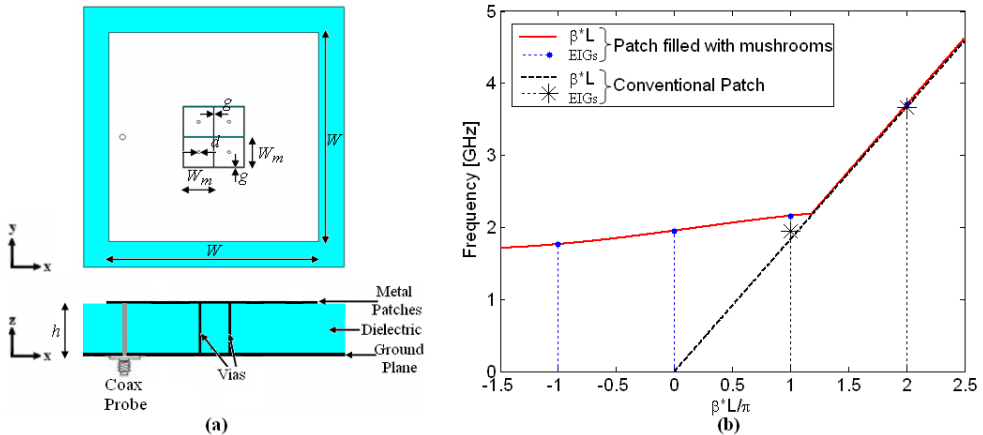 g
W
d
W_m
W_m
g
W
y
x
Metal
Patches
h
Dielectric
z
Ground
Plane
x
Vias
Coax
Probe
(a)
5
4
3
2
1
0
Frequency [GHz]
β*L
EIGs
Patch filled with mushrooms
β*L
EIGs
Conventional Patch
-1.5 -1 -0.5 0 0.5 1 1.5 2 2.5
β*L/π
(b)